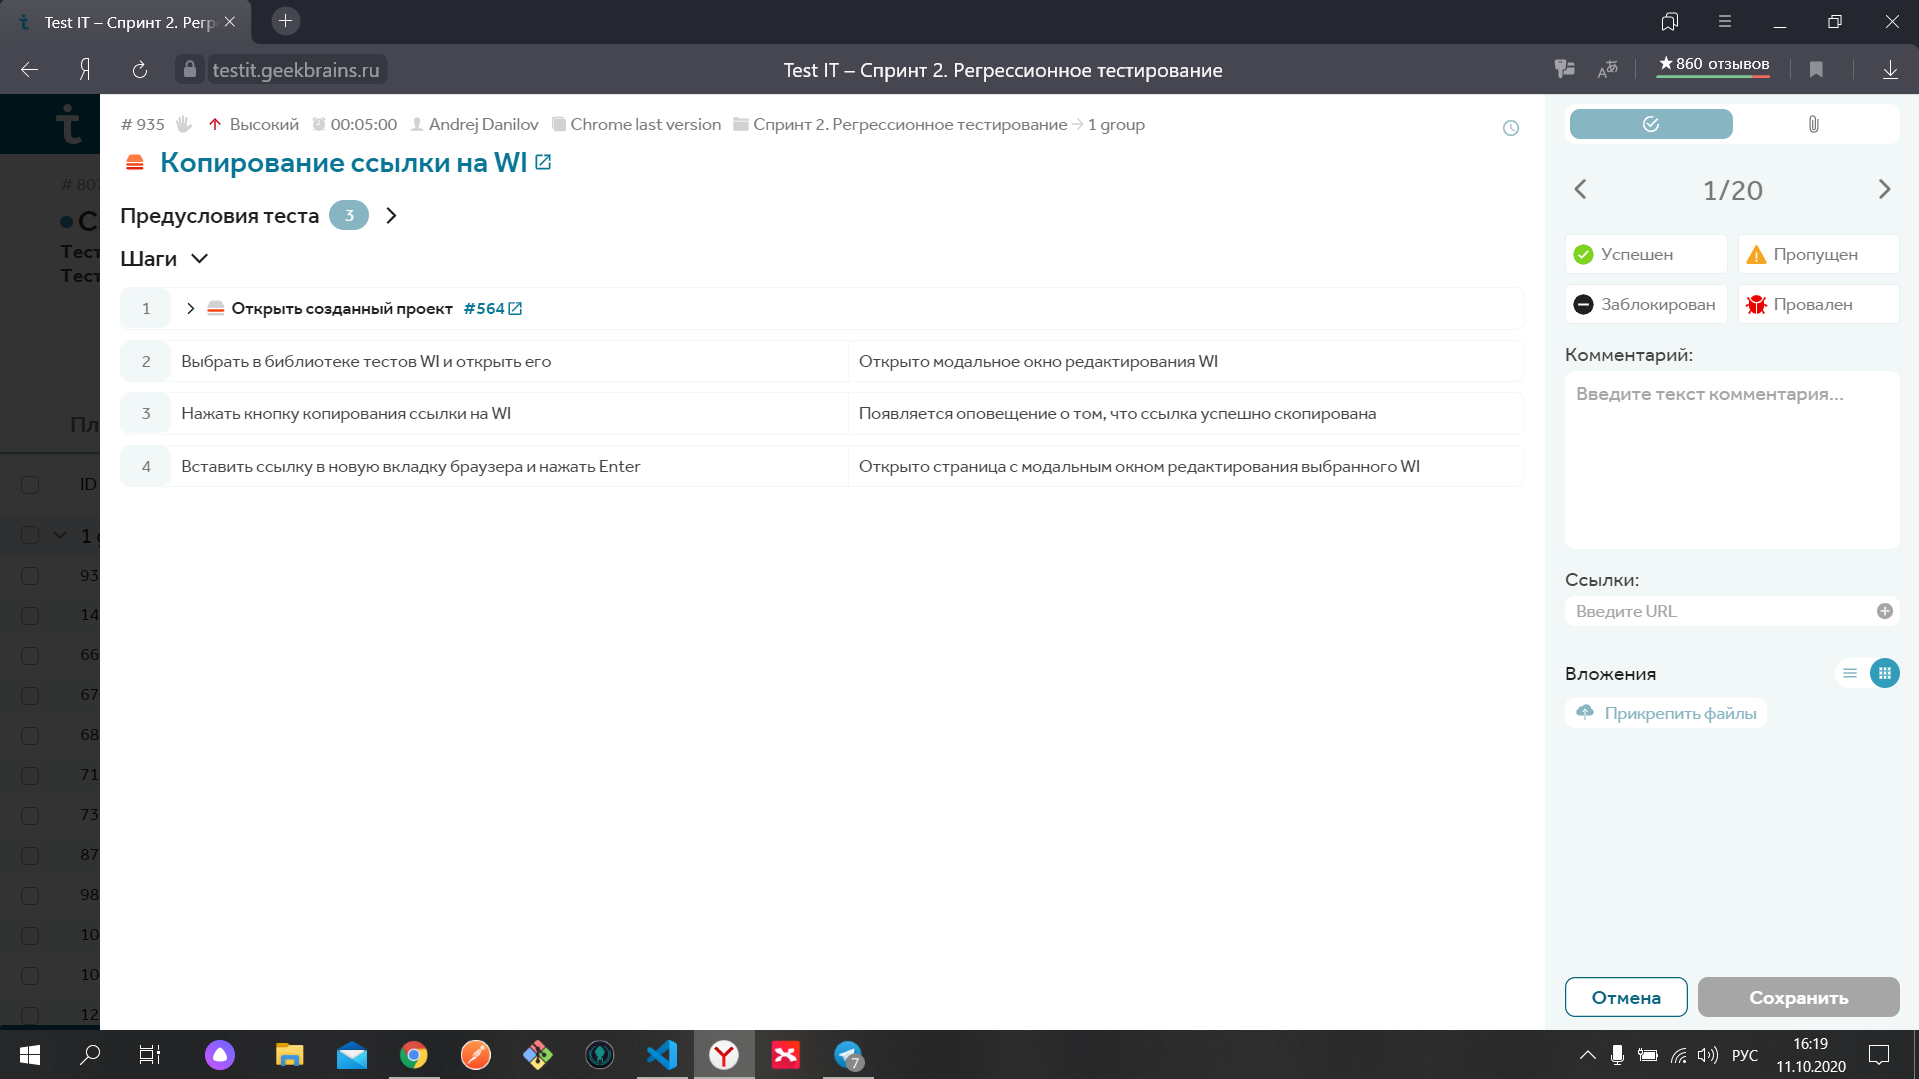 Test IT – Спринт 2. Регр
testit.geekbrains.ru
Test IT – Спринт 2. Регрессионное тестирование
★860 отзывов
# 935 Высокий 00:05:00 Andrej Danilov Chrome last version Спринт 2. Регрессионное тестирование → 1 group
Копирование ссылки на WI
Предусловия теста 3
Шаги
1 Открыть созданный проект #564
2 Выбрать в библиотеке тестов WI и открыть его Открыто модальное окно редактирования WI
3 Нажать кнопку копирования ссылки на WI Появляется оповещение о том, что ссылка успешно скопирована
4 Вставить ссылку в новую вкладку браузера и нажать Enter Открыто страница с модальным окном редактирования выбранного WI
# 807
С
Тест
Тест
Пл
ID
1 g
93
14
66
67
68
71
73
87
98
10
10
12
1/20
Успешен Пропущен
Заблокирован Провален
Комментарий:
Введите текст комментария...
Ссылки:
Введите URL
Вложения
Прикрепить файлы
Отмена Сохранить
7
РУС
16:19
11.10.2020